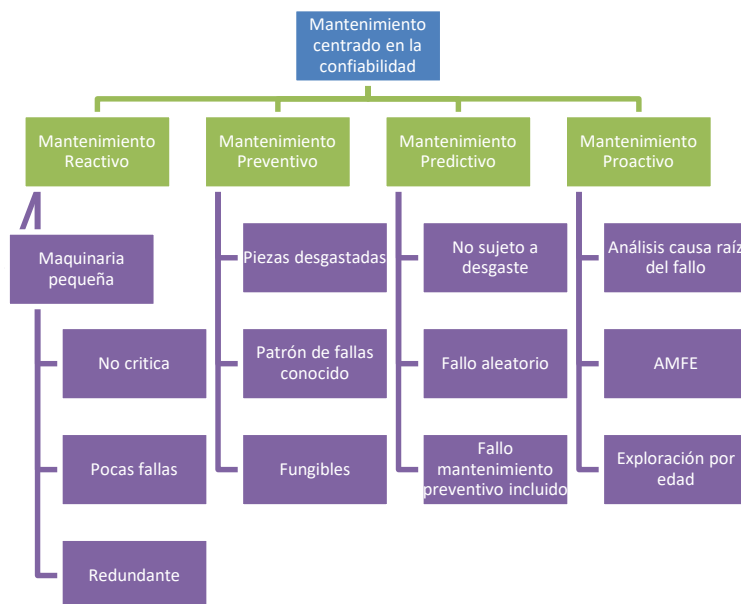 Mantenimiento
centrado en la
confiabilidad
Mantenimiento
Reactivo
Mantenimiento
Preventivo
Mantenimiento
Predictivo
Mantenimiento
Proactivo
Maquinaria
pequeña
No critica
Pocas fallas
Redundante
Piezas desgastadas
Patrón de fallas
conocido
Fungibles
No sujeto a
desgaste
Fallo aleatorio
Fallo
mantenimiento
preventivo incluido
Análisis causa raíz
del fallo
AMFE
Exploración por
edad